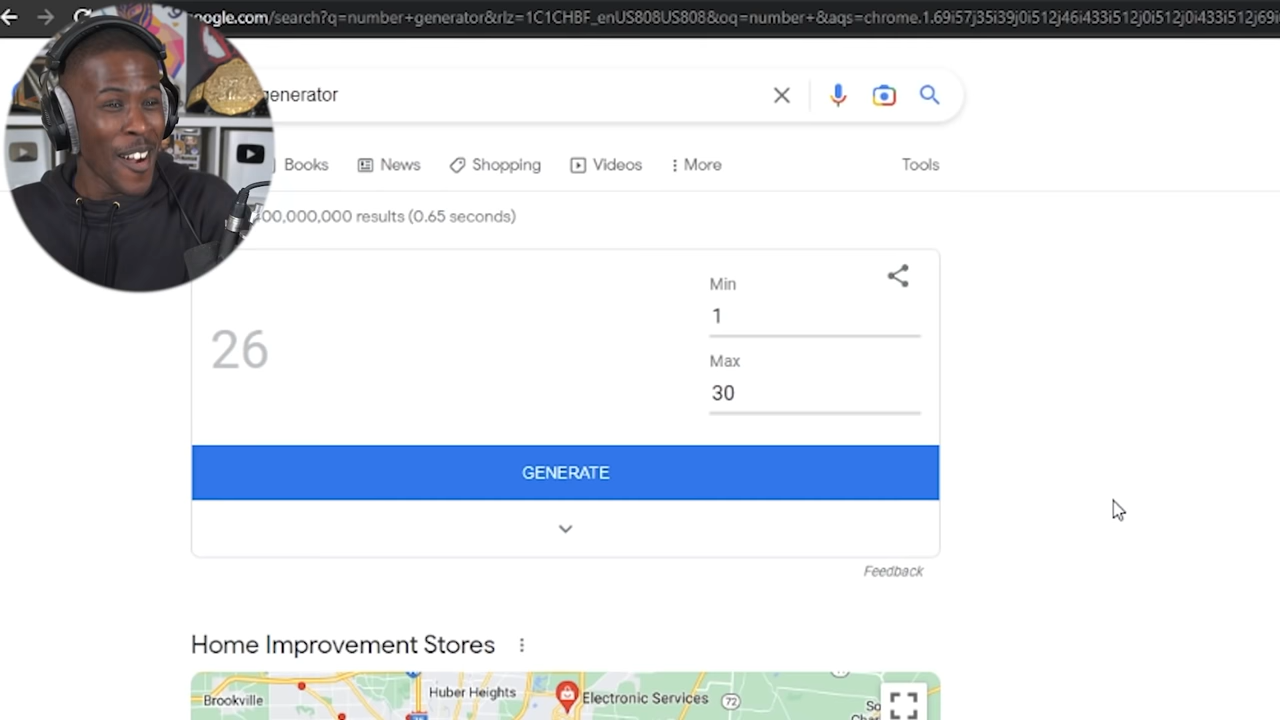 google.com/search?q=number+generator&rlz=1C1CHBF_enUS808US808&oq=number+&aqs=chrome.1.69i57j35i39j0i512j46i433i512j0i512j0i433i512j69
generator
Books News Shopping Videos More Tools
00,000,000 results (0.65 seconds)
Min
1
26
Max
30
GENERATE
Feedback
Home Improvement Stores
Brookville
Huber Heights
Electronic Services
72